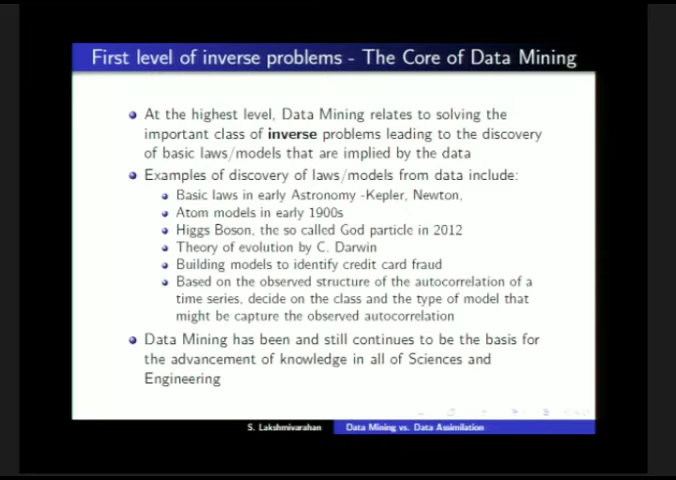 First level of inverse problems - The Core of Data Mining
At the highest level, Data Mining relates to solving the
important class of inverse problems leading to the discovery
of basic laws/models that are implied by the data
Examples of discovery of laws/models from data include:
Basic laws in early Astronomy -Kepler, Newton,
Atom models in early 1900s
Higgs Boson, the so called God particle in 2012
Theory of evolution by C. Darwin
Building models to identify credit card fraud
Based on the observed structure of the autocorrelation of a
time series, decide on the class and the type of model that
might be capture the observed autocorrelation
Data Mining has been and still continues to be the basis for
the advancement of knowledge in all of Sciences and
Engineering
S. Lakshmivarahan Data Mining vs. Data Assimilation